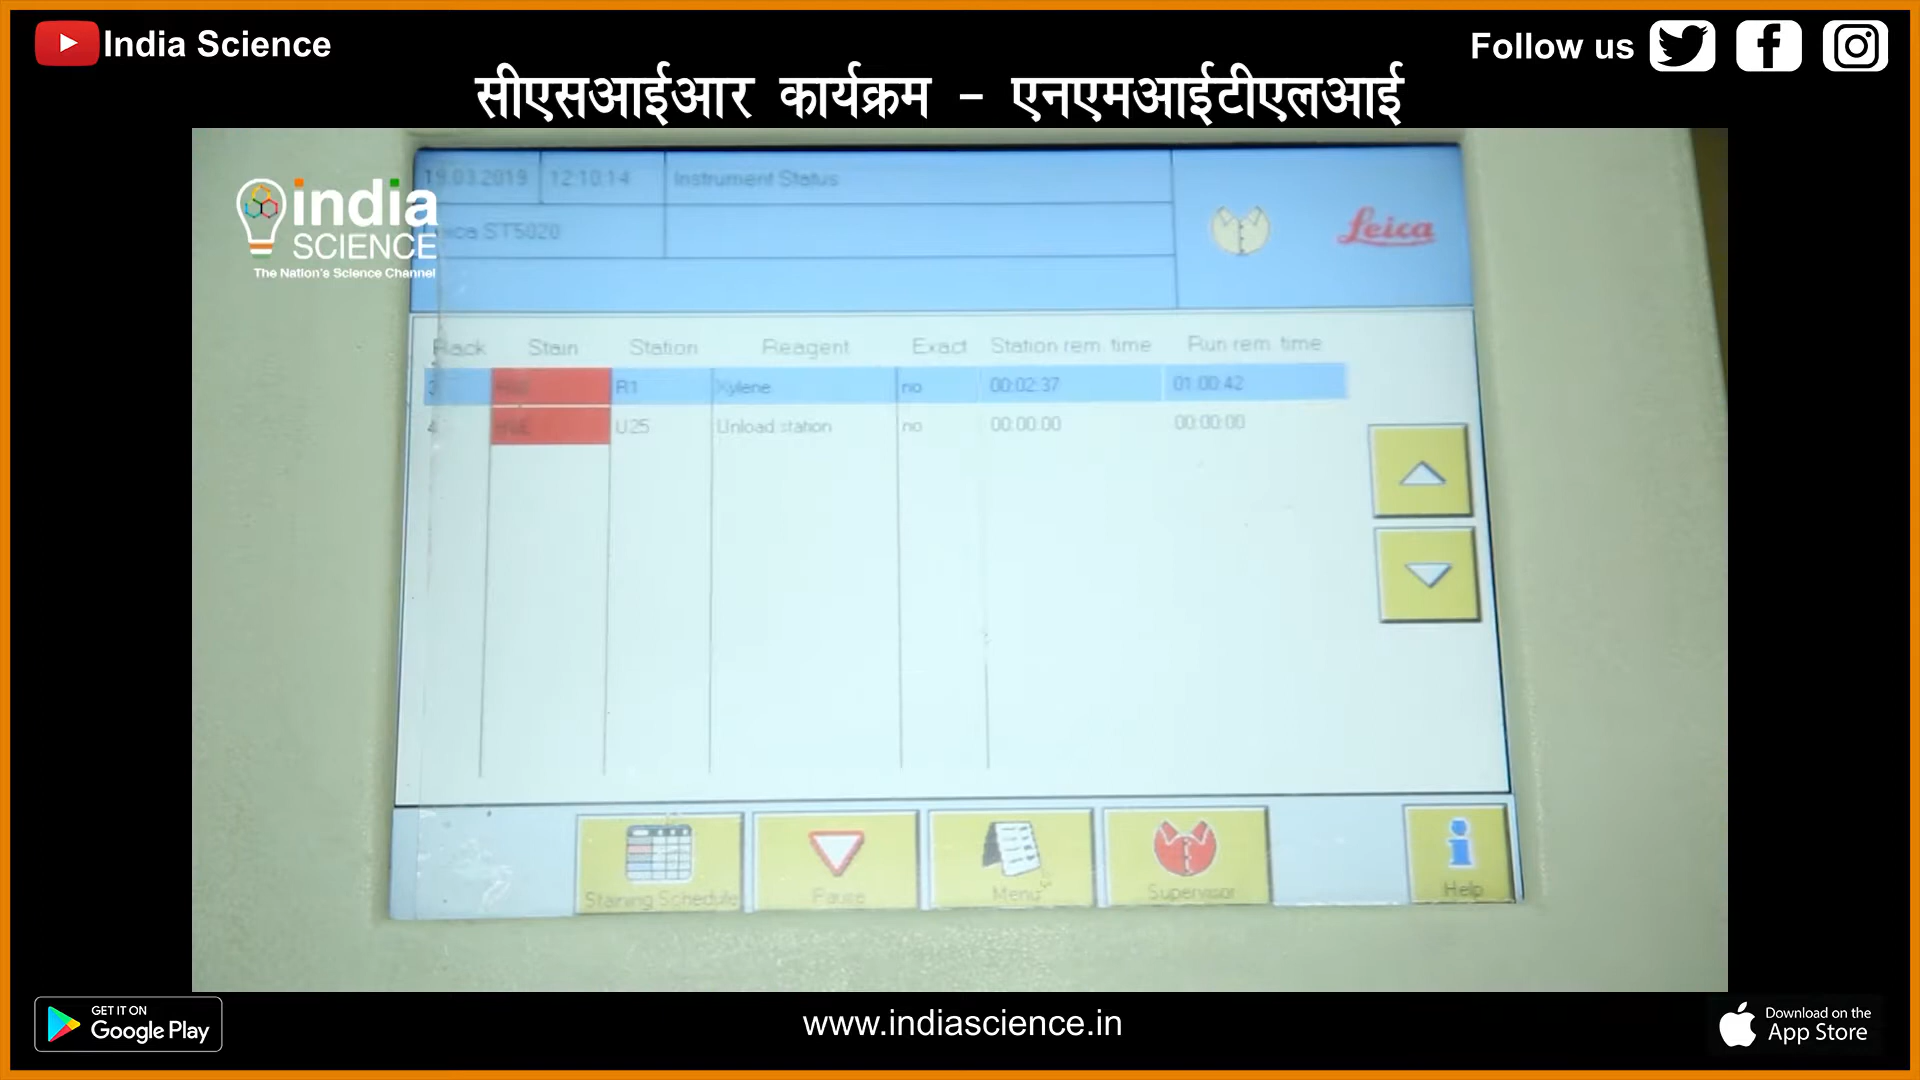 India Science
Follow us
सीएसआईआर कार्यक्रम - एनएमआईटीएलआई
india
SCIENCE
The Nation's Science Channel
19.03.2019 12:10:14 Instrument Status
ST5020
Leica
Rack Stain Station Reagent Exact Station rem. time Run rem. time
3 R1 Xylene no 00:02:37 01:00:42
4 U25 Unload station no 00:00:00 00:00:00
Staining Schedule Pause Menu Supervisor Help
GET IT ON
Google Play
www.indiascience.in
Download on the
App Store